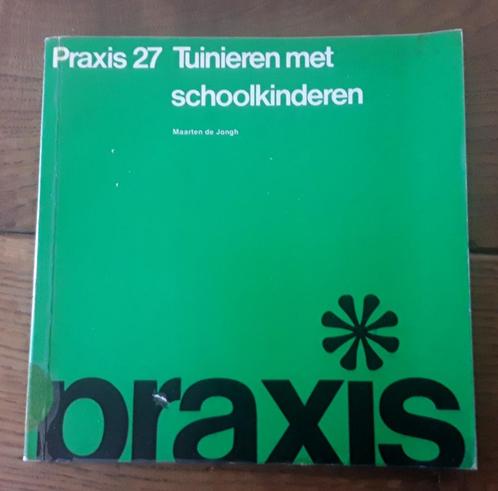 Praxis 27 Tuinieren met
schoolkinderen
Maarten de Jongh
praxis